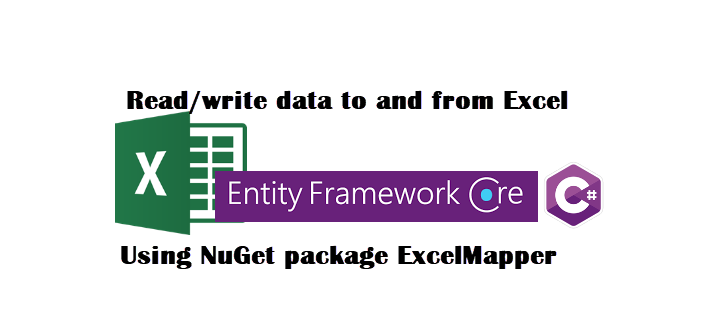 Read/write data to and from Excel
X
Entity Framework Core
C#
Using NuGet package ExcelMapper